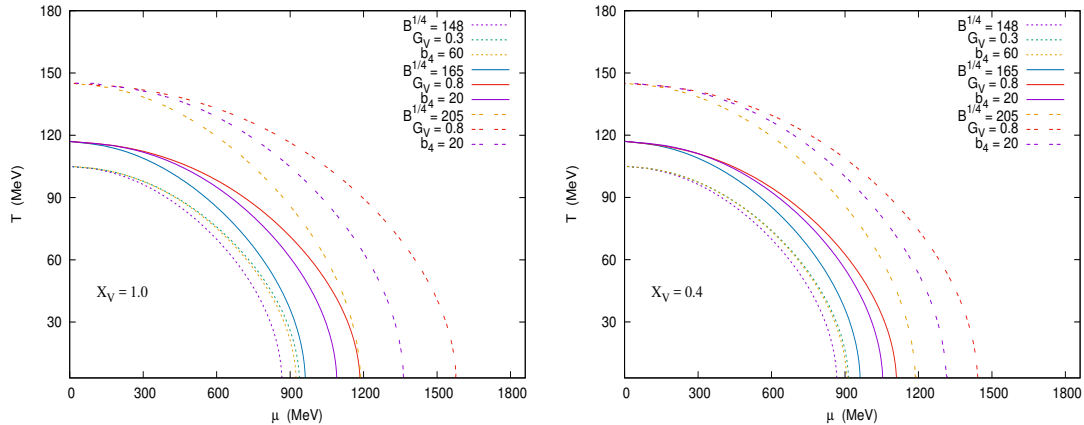 180
150
120
90
60
30
T (MeV)
B^{1/4} = 148
G_V = 0.3
b_4 = 60
B^{1/4} = 165
G_V = 0.8
b_4 = 20
B^{1/4} = 205
G_V = 0.8
b_4 = 20
X_V = 1.0
0 300 600 900 1200 1500 1800
μ (MeV)
180
150
120
90
60
30
T (MeV)
B^{1/4} = 148
G_V = 0.3
b_4 = 60
B^{1/4} = 165
G_V = 0.8
b_4 = 20
B^{1/4} = 205
G_V = 0.8
b_4 = 20
X_V = 0.4
0 300 600 900 1200 1500 1800
μ (MeV)